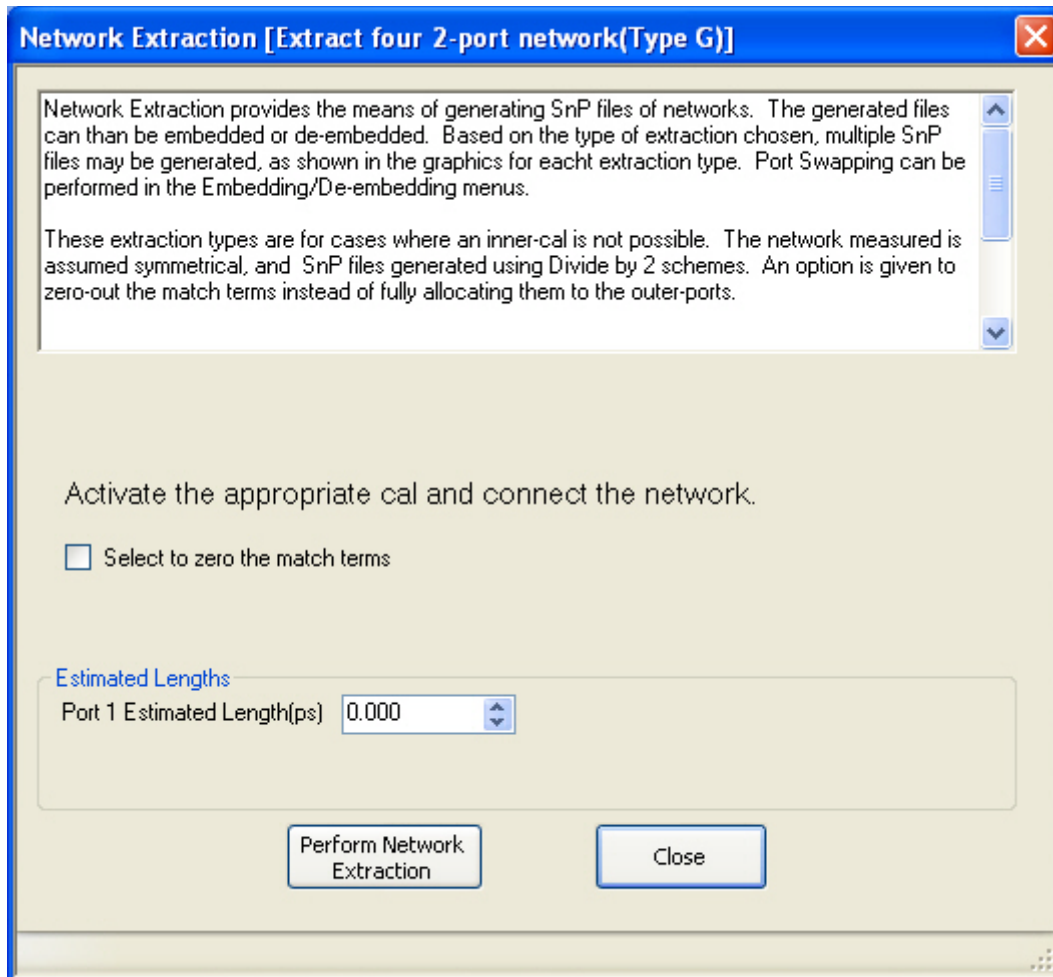 Network Extraction [Extract four 2-port network(Type G)]
Network Extraction provides the means of generating SnP files of networks.  The generated files
can than be embedded or de-embedded.  Based on the type of extraction chosen, multiple SnP
files may be generated, as shown in the graphics for eacht extraction type.  Port Swapping can be
performed in the Embedding/De-embedding menus.
These extraction types are for cases where an inner-cal is not possible.  The network measured is
assumed symmetrical, and  SnP files generated using Divide by 2 schemes.  An option is given to
zero-out the match terms instead of fully allocating them to the outer-ports.
Activate the appropriate cal and connect the network.
Select to zero the match terms
Estimated Lengths
Port 1 Estimated Length(ps) 0.000
Perform Network
Extraction
Close